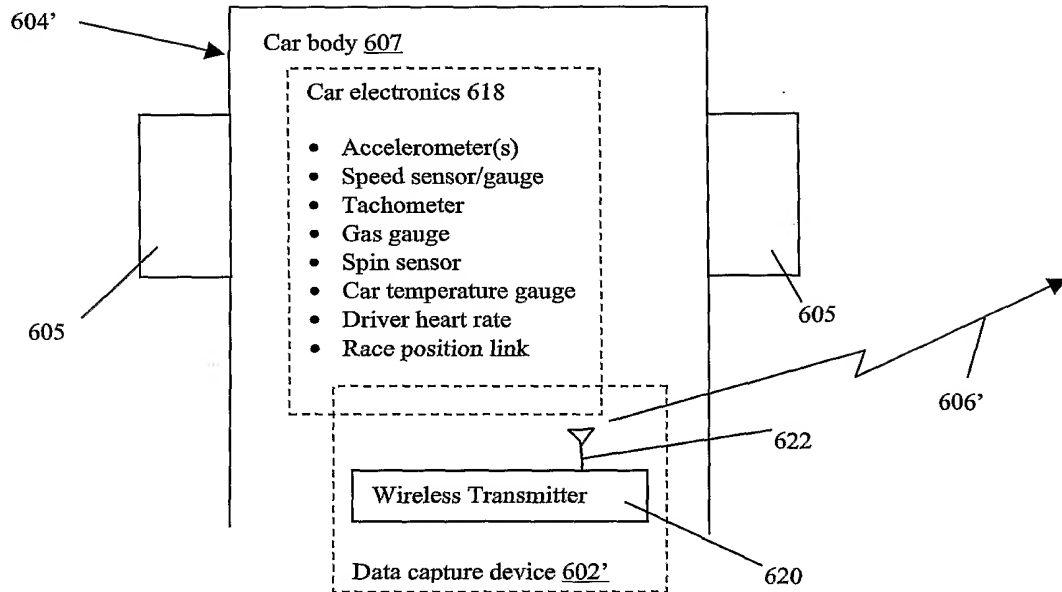 604’
Car body 607
Car electronics 618
• Accelerometer(s)
• Speed sensor/gauge
• Tachometer
• Gas gauge
• Spin sensor
• Car temperature gauge
• Driver heart rate
• Race position link
605
605
606’
622
Wireless Transmitter
620
Data capture device 602’